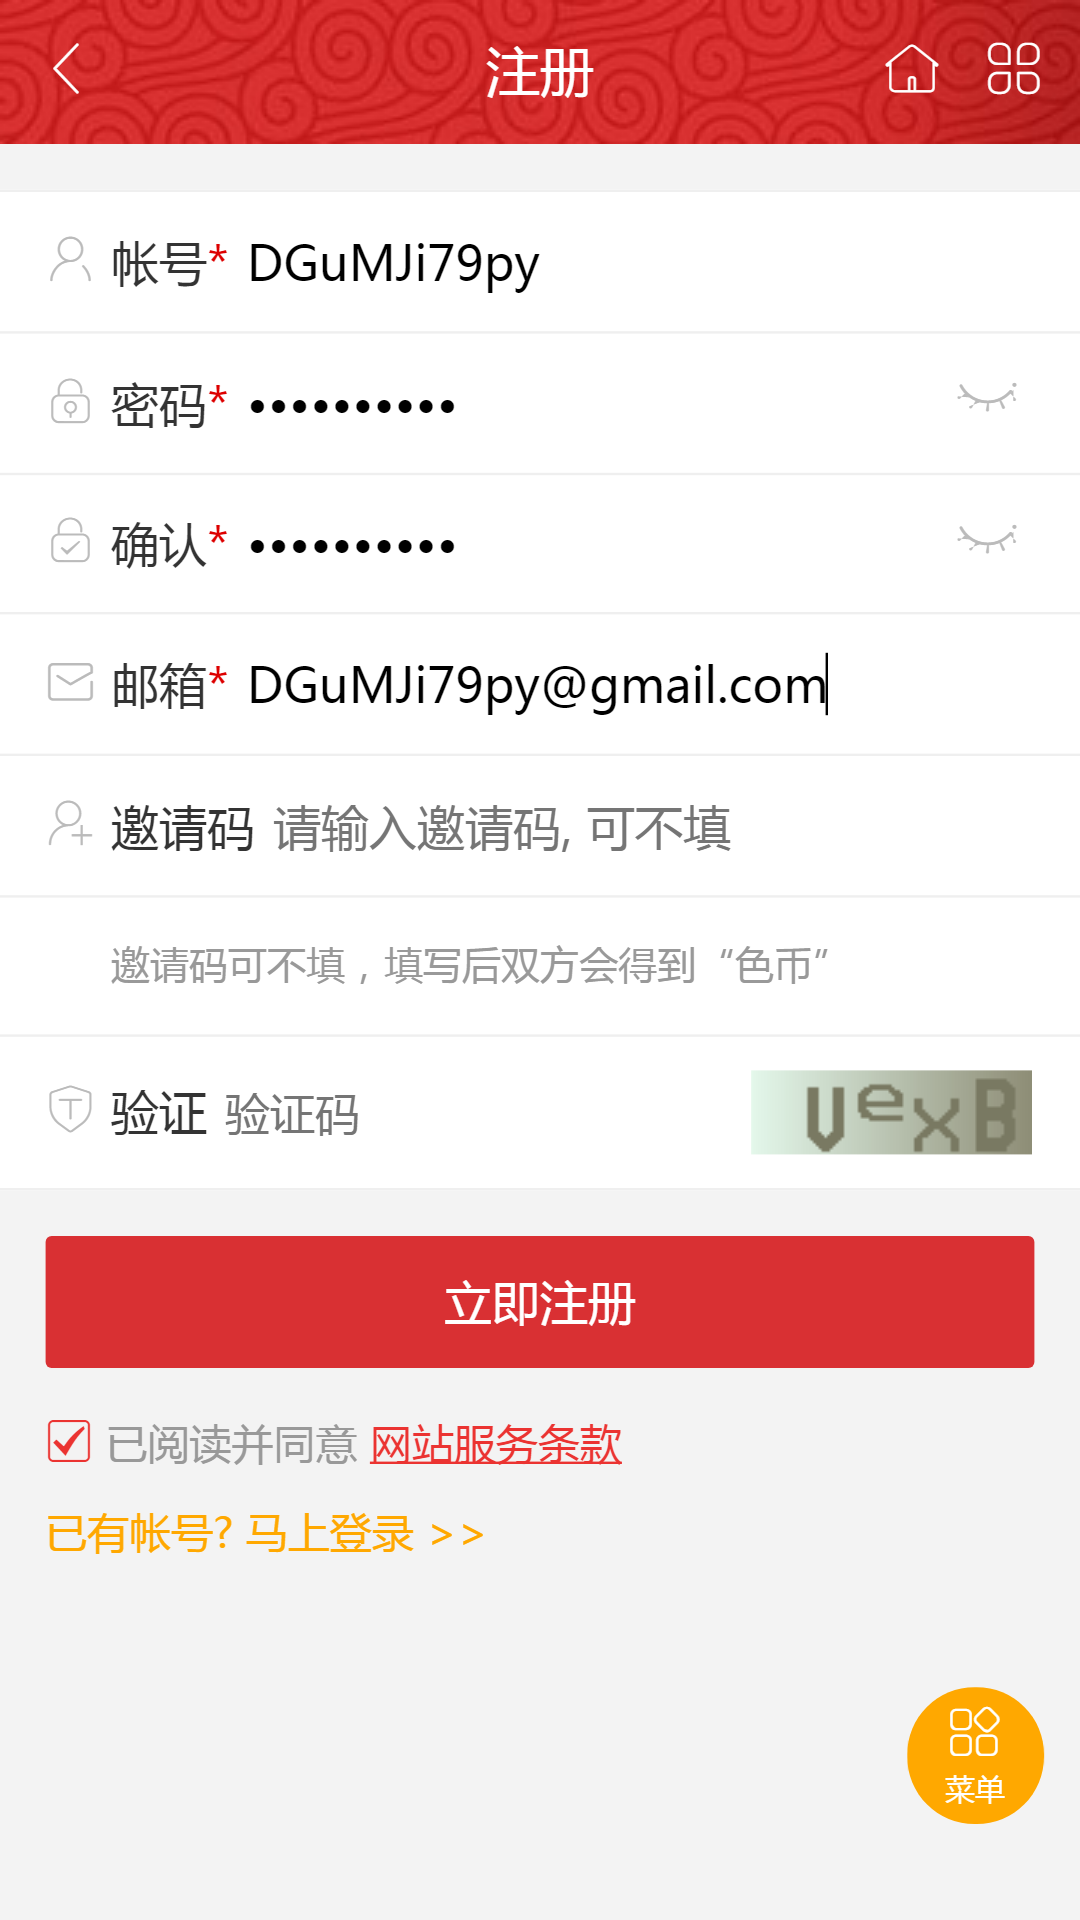 注册
帐号* DGuMJi79py
密码* ••••••••••
确认* ••••••••••
邮箱* DGuMJi79py@gmail.com
邀请码 请输入邀请码, 可不填
邀请码可不填，填写后双方会得到“色币”
验证 验证码 VexB
立即注册
已阅读并同意 网站服务条款
已有帐号? 马上登录 >>
菜单